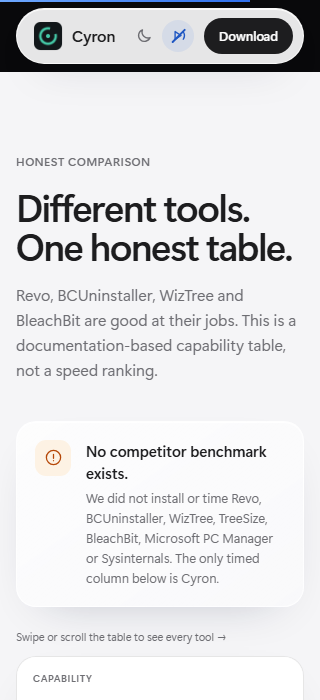 Cyron
Download
HONEST COMPARISON
Different tools.
One honest table.
Revo, BCUninstaller, WizTree and
BleachBit are good at their jobs. This is a
documentation-based capability table,
not a speed ranking.
No competitor benchmark
exists.
We did not install or time Revo,
BCUninstaller, WizTree, TreeSize,
BleachBit, Microsoft PC Manager
or Sysinternals. The only timed
column below is Cyron.
Swipe or scroll the table to see every tool →
CAPABILITY